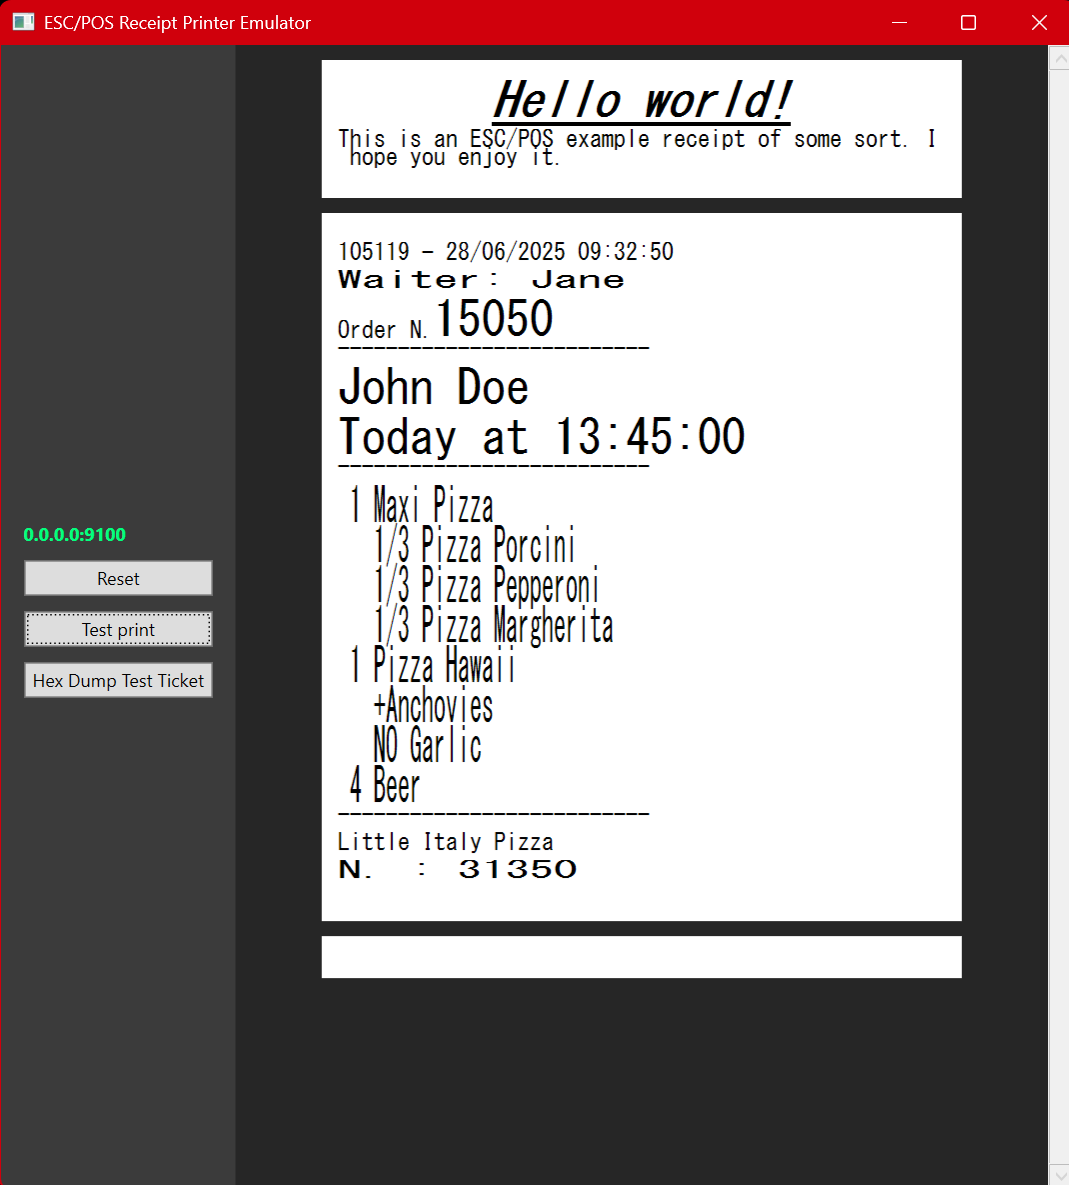 ESC/POS Receipt Printer Emulator
0.0.0.0:9100
Reset
Test print
Hex Dump Test Ticket
Hello world!
This is an ESC/POS example receipt of some sort. I
hope you enjoy it.
105119 - 28/06/2025 09:32:50
Waiter: Jane
Order N.15050
--------------------------
John Doe
Today at 13:45:00
--------------------------
1 Maxi Pizza
1/3 Pizza Porcini
1/3 Pizza Pepperoni
1/3 Pizza Margherita
1 Pizza Hawaii
+Anchovies
NO Garlic
4 Beer
--------------------------
Little Italy Pizza
N. : 31350